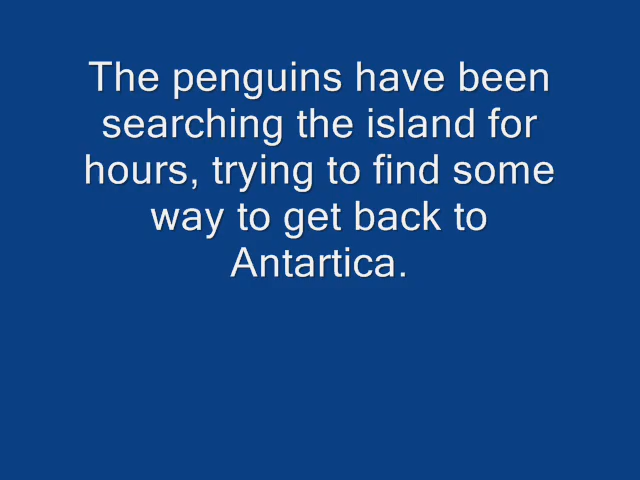 The penguins have been
searching the island for
hours, trying to find some
way to get back to
Antartica.